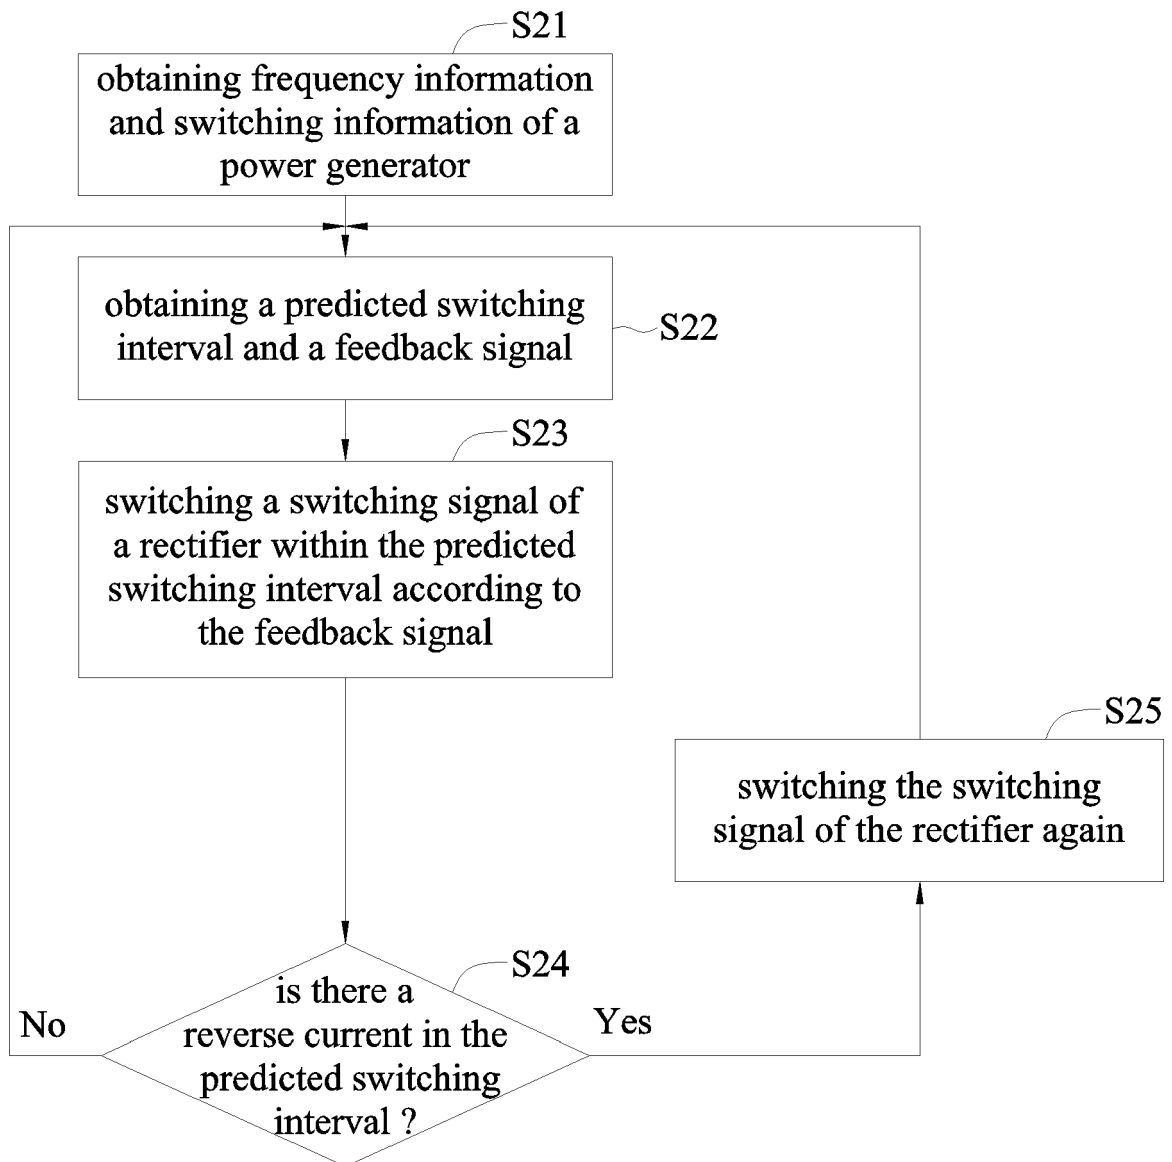 S21
obtaining frequency information
and switching information of a
power generator
obtaining a predicted switching
interval and a feedback signal
S22
S23
switching a switching signal of
a rectifier within the predicted
switching interval according to
the feedback signal
S25
switching the switching
signal of the rectifier again
S24
is there a
reverse current in the
predicted switching
interval ?
No
Yes